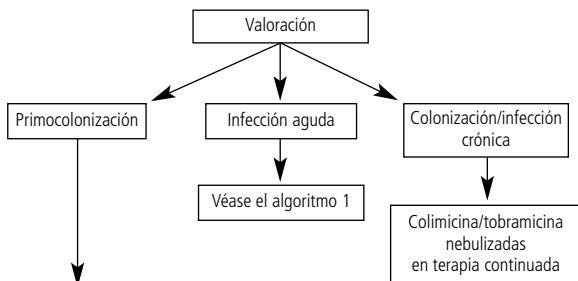 Valoración
Primocolonización
Infección aguda
Colonización/infección
crónica
Véase el algoritmo 1
Colimicina/tobramicina
nebulizadas
en terapia continuada